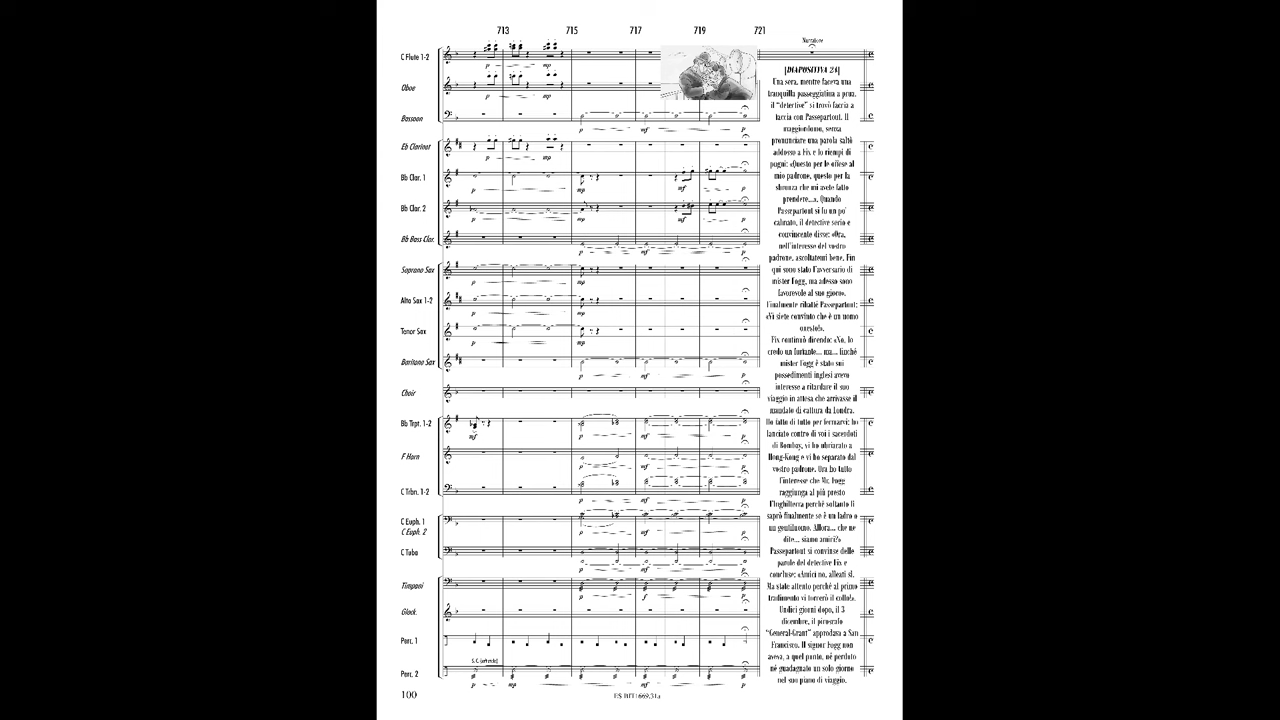 713 715 717 719 721
Narratore
C Flute 1-2
[DIAPOSITIVA 24]
Una sera, mentre faceva una
tranquilla passeggiatina a prua,
il "detective" si trovò faccia a
faccia con Passepartout. Il
maggiordomo, senza
pronunciare una parola saltò
addosso a Fix e lo riempì di
pugni: «Questo per le offese al
mio padrone, questo per la
sbronza che mi avete fatto
prendere...». Quando
Passepartout si fu un po'
calmato, il detective serio e
convincente disse: «Ora,
nell'interesse del vostro
padrone, ascoltatemi bene. Fin
qui sono stato l'avversario di
mister Fogg, ma adesso sono
favorevole al suo giorno.
Finalmente ribatté Passepartout:
«Vi siete convinto che è un uomo
onesto!».
Fix continuò dicendo: «No, lo
credo un furfante... ma... finché
mister Fogg è stato sui
possedimenti inglesi avevo
interesse a ritardare il suo
viaggio in attesa che arrivasse il
mandato di cattura da Londra.
Ho fatto di tutto per fermarvi: ho
lanciato contro di voi i sacerdoti
di Bombay, vi ho ubriacato a
Hong-Kong e vi ho separato dal
vostro padrone. Ora ho tutto
l'interesse che Mr. Fogg
raggiunga al più presto
l'Inghilterra perché soltanto lì
saprò finalmente se è un ladro o
un gentiluomo. Allora... che ne
dite... siamo amici?»
Passepartout si convinse delle
parole del detective Fix e
concluse: «Amici no, alleati sì.
Ma state attento perché al primo
tradimento vi torcerò il collo!».
Undici giorni dopo, il 3
dicembre, il piroscafo
"General-Grant" approdava a San
Francisco. Il signor Fogg non
aveva, a quel punto, né perduto
né guadagnato un solo giorno
nel suo piano di viaggio.
Oboe
Bassoon
Eb Clarinet
Bb Clar. 1
Bb Clar. 2
Bb Bass Clar.
Soprano Sax
Alto Sax 1-2
Tenor Sax
Baritono Sax
Choir
Bb Trpt. 1-2
F Horn
C Trbn. 1-2
C Euph. 1
C Euph. 2
C Tuba
Timpani
Glock.
Perc. 1
Perc. 2
100
ES BIT1669.31a